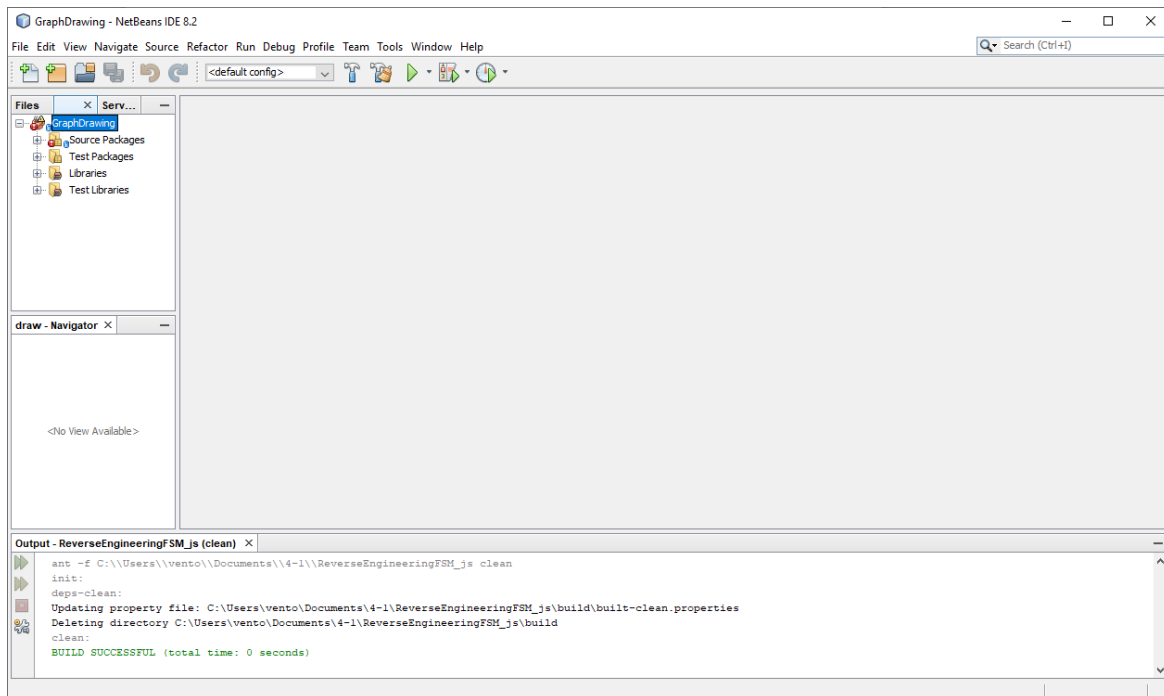 GraphDrawing - NetBeans IDE 8.2
File Edit View Navigate Source Refactor Run Debug Profile Team Tools Window Help
Search (Ctrl+I)
<default config>
Files Serv...
GraphDrawing
Source Packages
Test Packages
Libraries
Test Libraries
draw - Navigator
<No View Available>
Output - ReverseEngineeringFSM_js (clean)
ant -f C:\\Users\\vento\\Documents\\4-1\\ReverseEngineeringFSM_js clean
init:
deps-clean:
Updating property file: C:\Users\vento\Documents\4-1\ReverseEngineeringFSM_js\build\built-clean.properties
Deleting directory C:\Users\vento\Documents\4-1\ReverseEngineeringFSM_js\build
clean:
BUILD SUCCESSFUL (total time: 0 seconds)